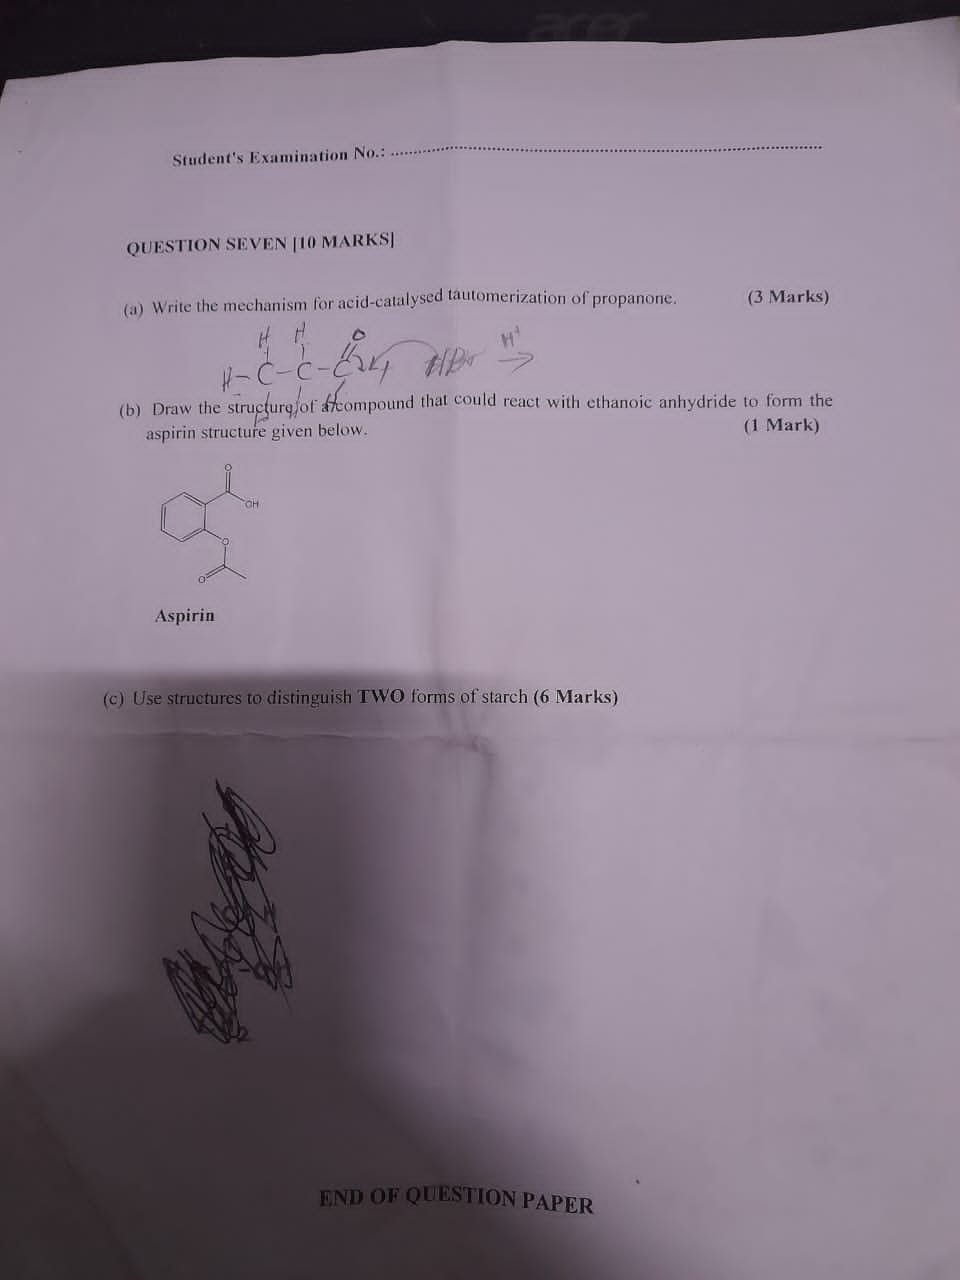 acer
Student's Examination No.: ........................................................................
QUESTION SEVEN [10 MARKS]
(a) Write the mechanism for acid-catalysed tautomerization of propanone. (3 Marks)
H H O
H-C-C-C HBr H⁺
(b) Draw the structure of a compound that could react with ethanoic anhydride to form the
aspirin structure given below. (1 Mark)
O
OH
O
O
Aspirin
(c) Use structures to distinguish TWO forms of starch (6 Marks)
END OF QUESTION PAPER